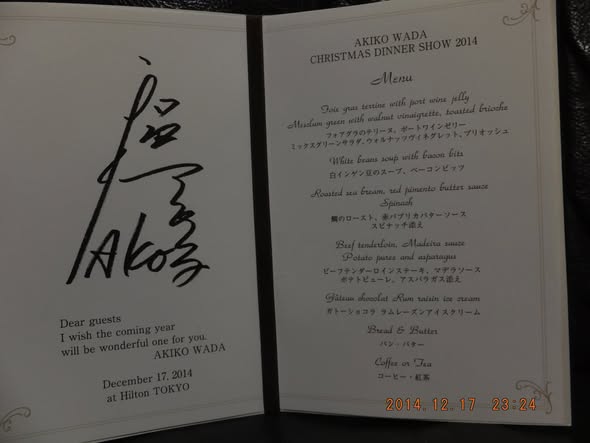 AKo
Dear guests
I wish the coming year
will be wonderful one for you.
AKIKO WADA
December 17, 2014
at Hilton TOKYO
AKIKO WADA
CHRISTMAS DINNER SHOW 2014
Menu
Foie gras terrine with port wine jelly
Mesclun green with walnut vinaigrette, toasted brioche
フォアグラのテリーヌ、ポートワインゼリー
ミックスグリーンサラダ、ウォルナッツヴィネグレット、ブリオッシュ
White beans soup with bacon bits
白インゲン豆のスープ、ベーコンビッツ
Roasted sea bream, red pimento butter sauce
Spinach
鯛のロースト、赤パプリカバターソース
スピナッチ添え
Beef tenderloin, Madeira sauce
Potato puree and asparagus
ビーフテンダーロインステーキ、マデラソース
ポテトピューレ、アスパラガス添え
Gâteau chocolat Rum raisin ice cream
ガトーショコラ ラムレーズンアイスクリーム
Bread & Butter
パン・バター
Coffee or Tea
コーヒー・紅茶
2014.12.17 23:24